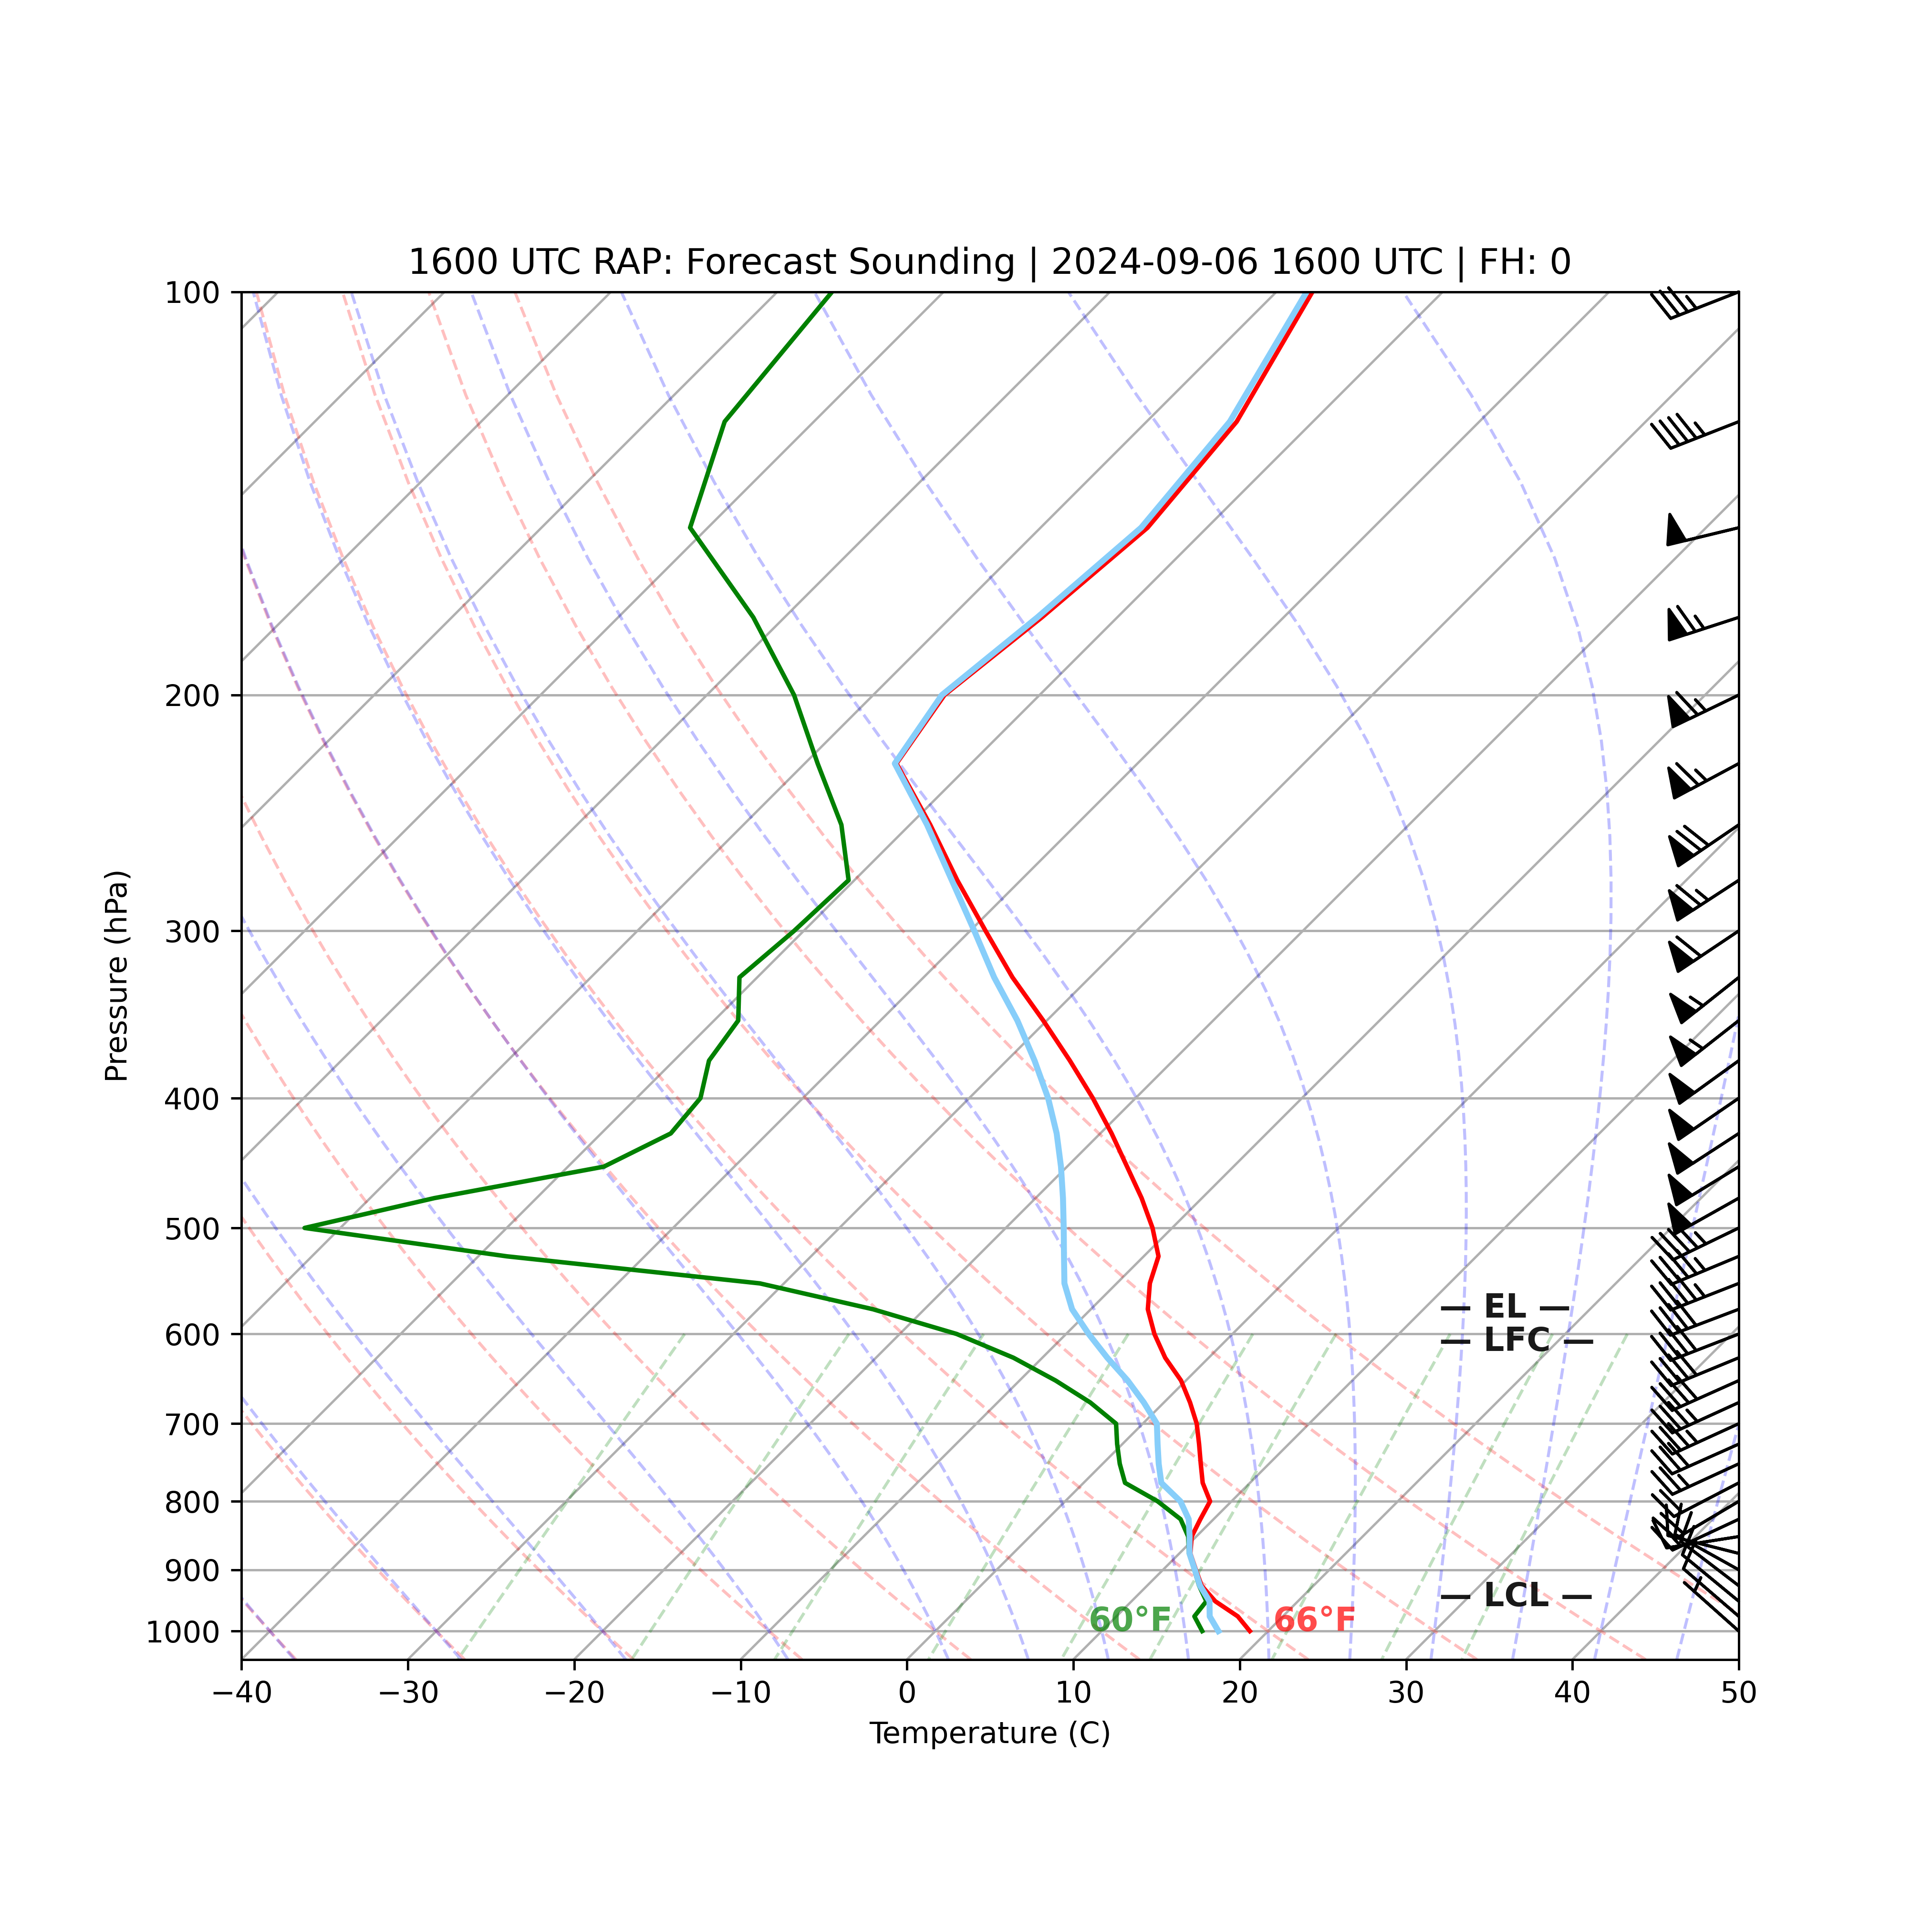 1600 UTC RAP: Forecast Sounding | 2024-09-06 1600 UTC | FH: 0
100
200
300
400
500
600
700
800
900
1000
Pressure (hPa)
— EL —
— LFC —
— LCL —
60°F 66°F
−40 −30 −20 −10 0 10 20 30 40 50
Temperature (C)